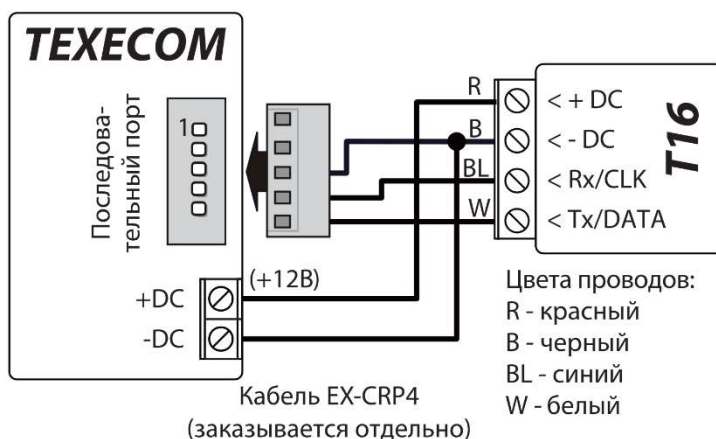 TEXECOM
Последова-
тельный порт
1
+DC
-DC
(+12В)
R
B
BL
W
< + DC
< - DC
< Rx/CLK
< Tx/DATA
T16
Цвета проводов:
R - красный
B - черный
BL - синий
W - белый
Кабель EX-CRP4
(заказывается отдельно)